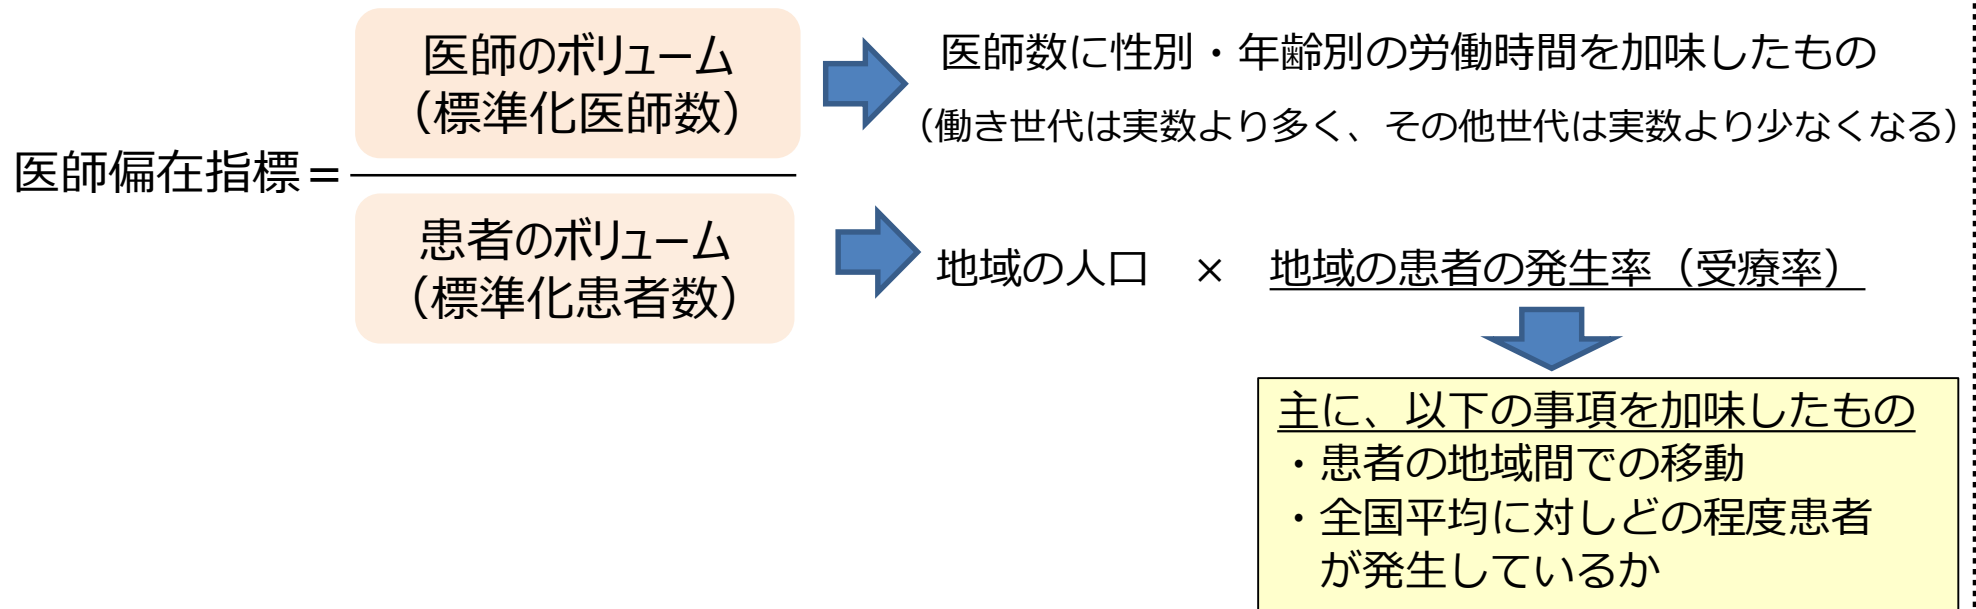 医師のボリューム
（標準化医師数）
医師数に性別・年齢別の労働時間を加味したもの
（働き世代は実数より多く、その他世代は実数より少なくなる）
医師偏在指標＝
患者のボリューム
（標準化患者数）
地域の人口　×　地域の患者の発生率（受療率）
主に、以下の事項を加味したもの
・患者の地域間での移動
・全国平均に対しどの程度患者
が発生しているか